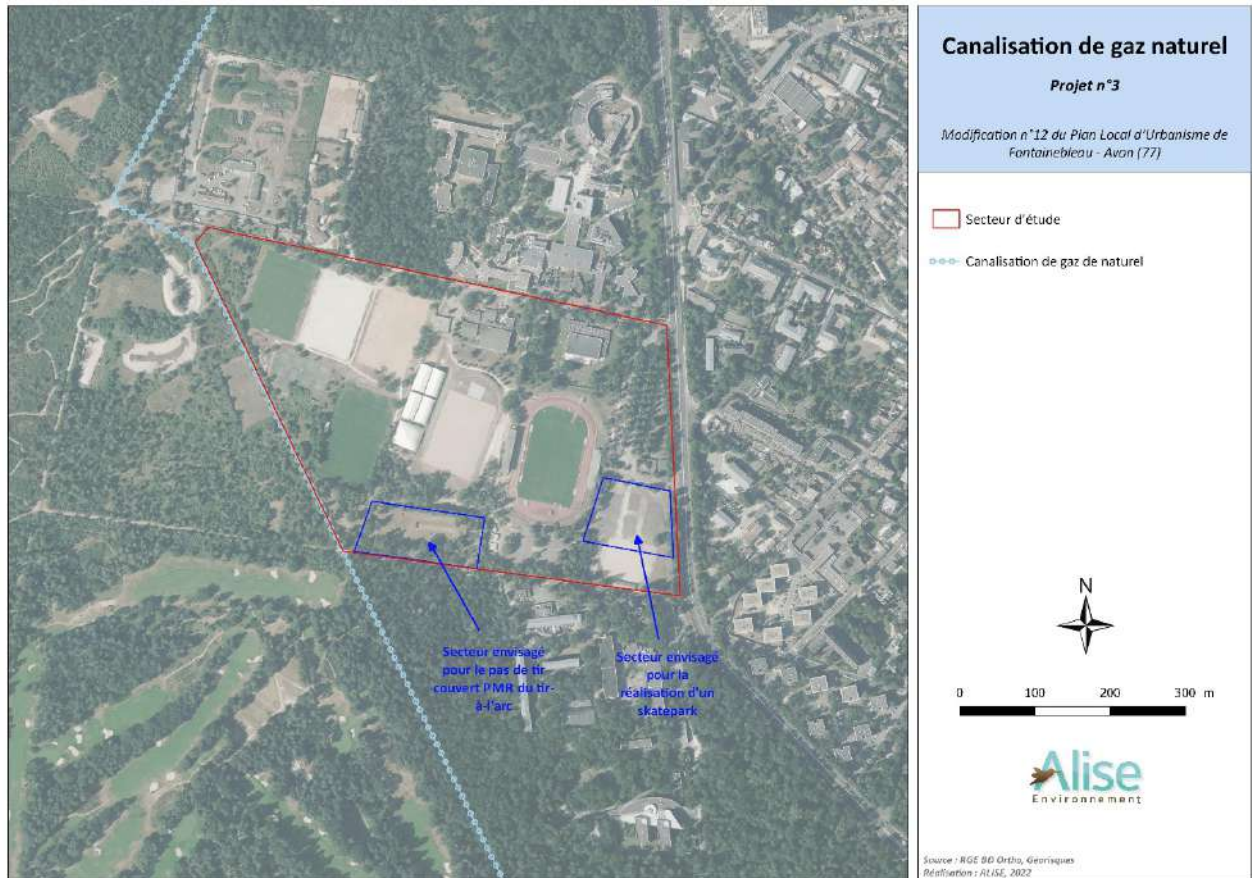 Canalisation de gaz naturel
Projet n°3
Modification n°12 du Plan Local d'Urbanisme de
Fontainebleau - Avon (77)
Secteur d'étude
Canalisation de gaz de naturel
Secteur envisagé
pour le pas de tir
couvert PMR du tir-
à-l'arc
Secteur envisagé
pour la
réalisation d'un
skatepark
N
0 100 200 300 m
Alise
Environnement
Source : RGE BD Ortho, Géorisques
Réalisation : ALISE, 2022